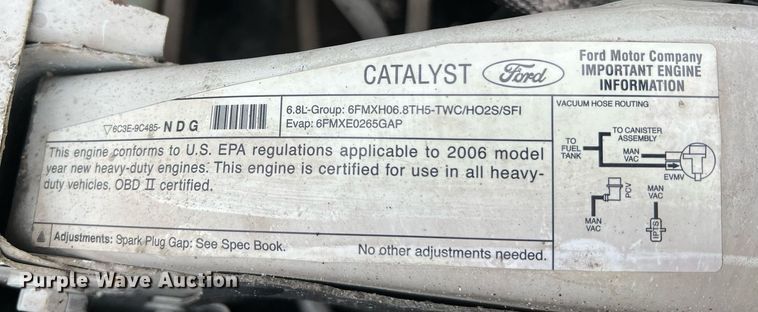 CATALYST Ford
Ford Motor Company
IMPORTANT ENGINE
INFORMATION
6C3E-9C485- NDG
6.8L-Group: 6FMXH06.8TH5-TWC/HO2S/SFI
Evap: 6FMXE0265GAP
This engine conforms to U.S. EPA regulations applicable to 2006 model
year new heavy-duty engines. This engine is certified for use in all heavy-
duty vehicles, OBD II certified.
Adjustments: Spark Plug Gap: See Spec Book.
No other adjustments needed.
VACUUM HOSE ROUTING
TO CANISTER
ASSEMBLY
TO
FUEL
TANK
MAN
VAC
EVMV
PCV
MAN
VAC
MAN
VAC
IPTS
Purple Wave Auction